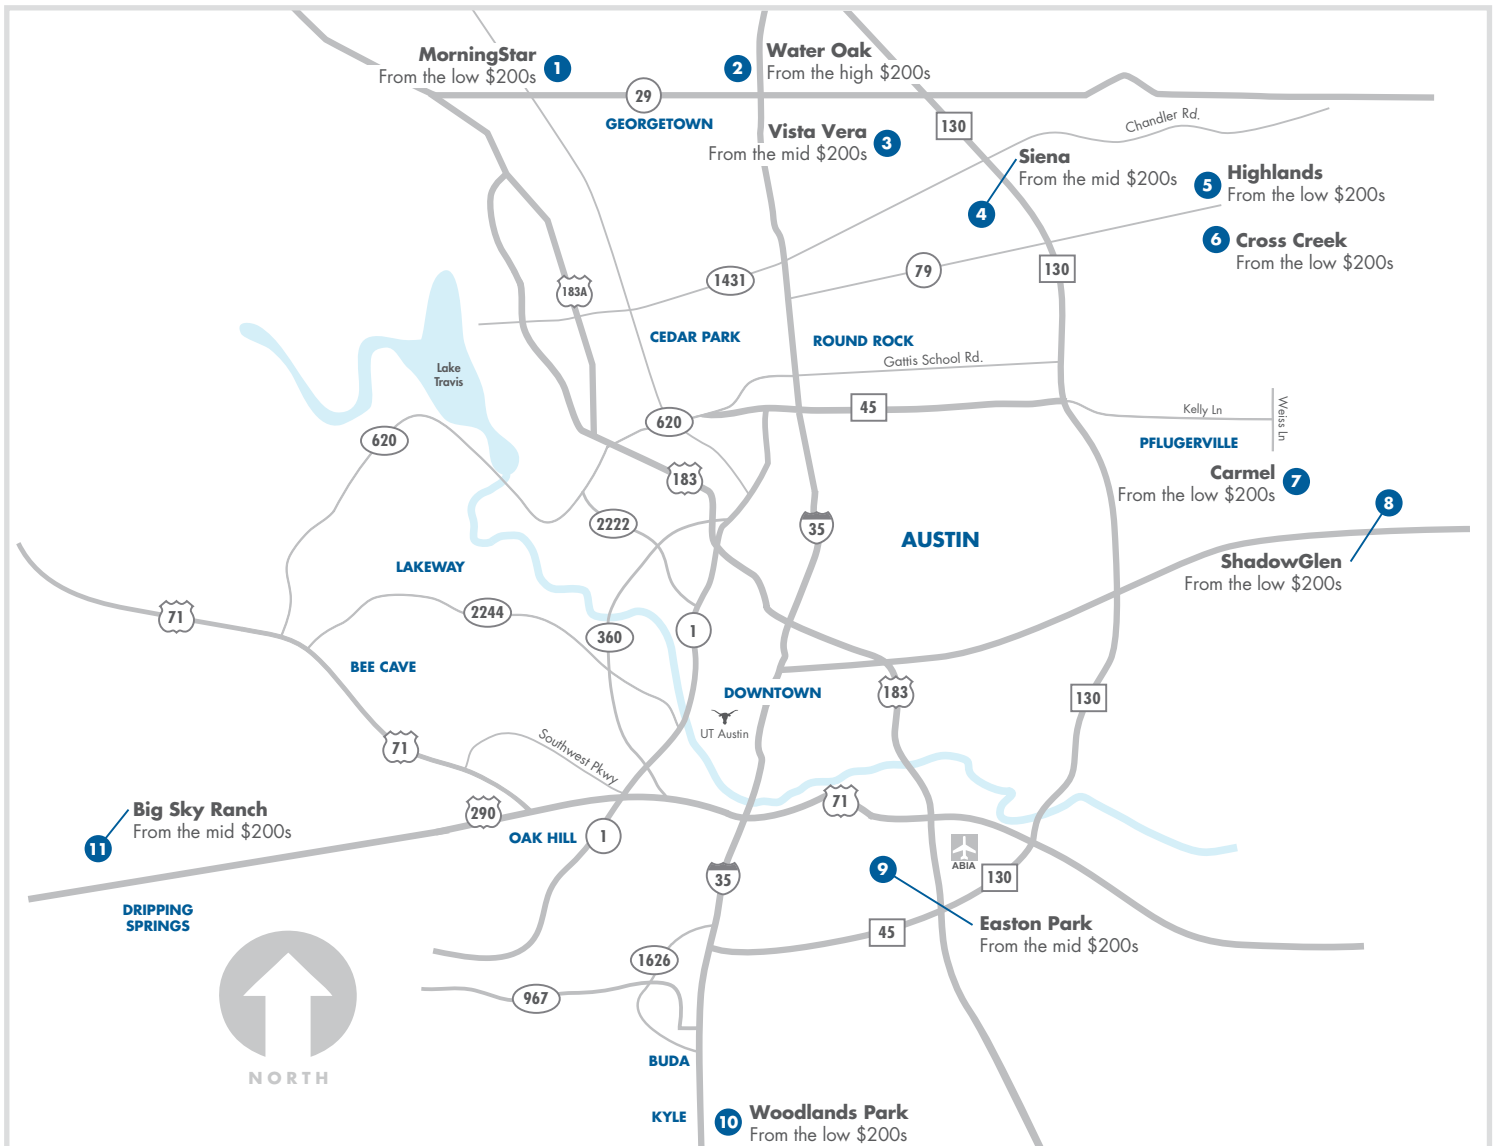 MorningStar
From the low $200s
1
2
Water Oak
From the high $200s
29
GEORGETOWN
130
Chandler Rd.
Vista Vera
From the mid $200s
3
Siena
From the mid $200s
4
5
Highlands
From the low $200s
6
Cross Creek
From the low $200s
183A
1431
79
130
CEDAR PARK
ROUND ROCK
Gattis School Rd.
Lake
Travis
620
620
45
Kelly Ln
Weiss Ln
PFLUGERVILLE
183
Carmel
From the low $200s
7
8
2222
35
AUSTIN
ShadowGlen
From the low $200s
LAKEWAY
71
2244
360
1
BEE CAVE
DOWNTOWN
183
130
UT Austin
71
Southwest Pkwy
290
71
Big Sky Ranch
From the mid $200s
11
OAK HILL
1
ABIA
9
130
35
DRIPPING
SPRINGS
45
Easton Park
From the mid $200s
1626
967
NORTH
BUDA
KYLE
10
Woodlands Park
From the low $200s